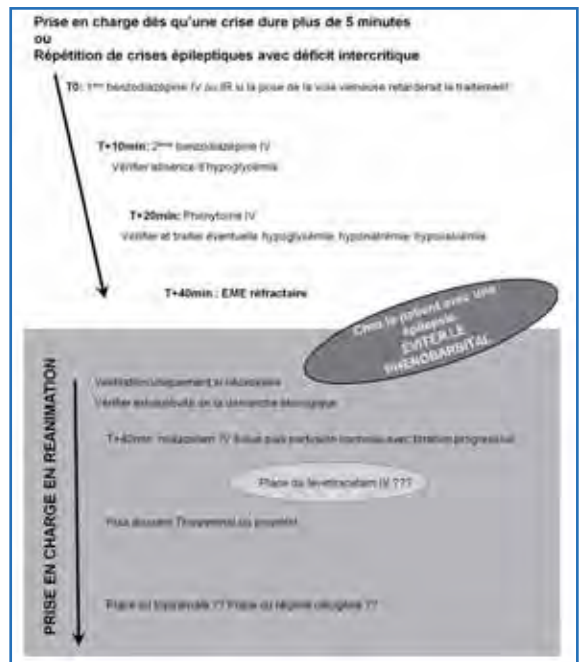 Prise en charge dès qu'une crise dure plus de 5 minutes
ou
Répétition de crises épileptiques avec déficit intercritique
T0: 1ère benzodiazépine IV ou IR si la pose de la voie veineuse retarderait le traitement
T+10min: 2ème benzodiazépine IV
Vérifier absence d'hypoglycémie
T+20min: Phenytoine IV
Vérifier et traiter éventuelle hypoglycémie, hyponatrémie, hypocalcémie
T+40min: EME réfractaire
Chez le patient avec une
épilepsie:
EVITER LE
PHENOBARBITAL
PRISE EN CHARGE EN REANIMATION
Ventilation uniquement si nécessaire
Vérifier exhaustivité de la démarche étiologique
T+40min: midazolam IV bolus puis perfusion continue avec titration progressive
Place du levetiracetam IV ???
Puis discuter Thiopental ou propofol
Place du topiramate ?? Place du régime cétogène ??